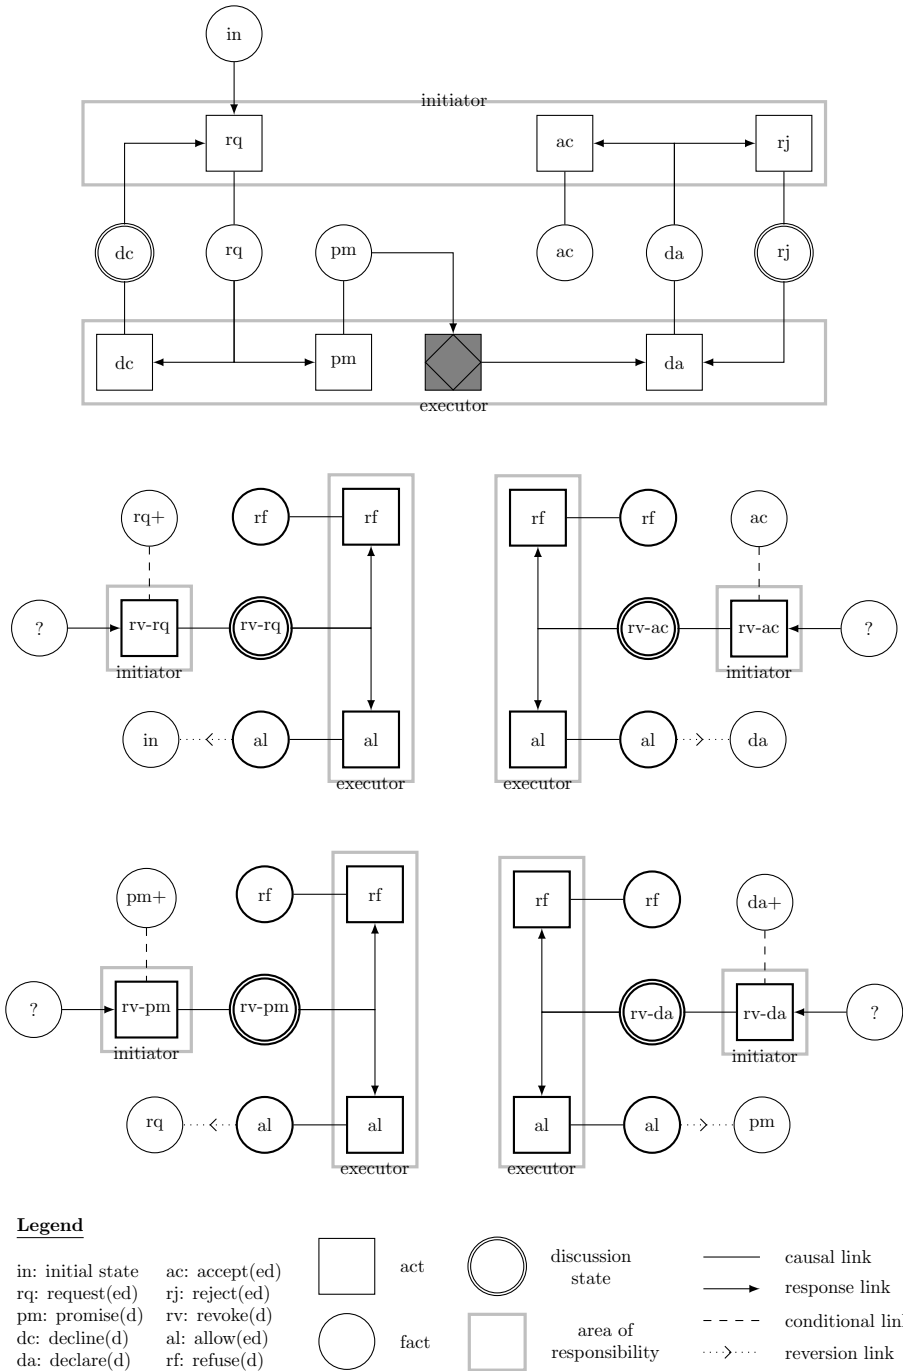 in
initiator
rq
ac
rj
dc
rq
pm
ac
da
rj
dc
pm
da
executor
rq+
rf
rf
rf
rf
ac
?
rv-rq
rv-rq
rv-ac
rv-ac
?
initiator
initiator
in
al
al
al
al
da
executor
executor
pm+
rf
rf
rf
rf
da+
?
rv-pm
rv-pm
rv-da
rv-da
?
initiator
initiator
rq
al
al
al
al
pm
executor
executor
Legend
in: initial state
rq: request(ed)
pm: promise(d)
dc: decline(d)
da: declare(d)
ac: accept(ed)
rj: reject(ed)
rv: revoke(d)
al: allow(ed)
rf: refuse(d)
act
fact
discussion
state
area of
responsibility
causal link
response link
conditional link
reversion link